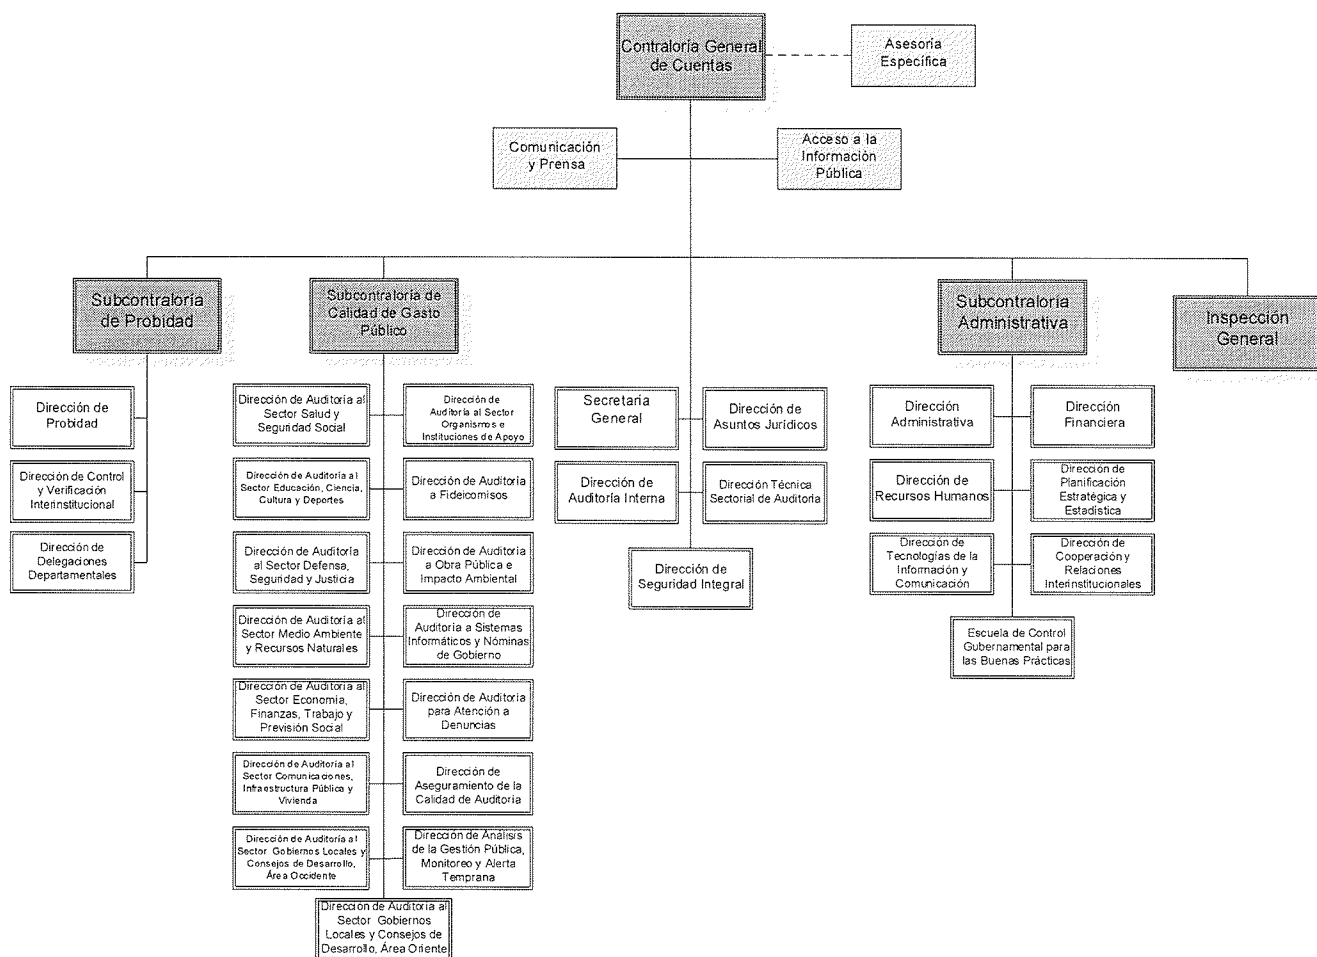 Contraloría General
de Cuentas
Asesoría
Específica
Comunicación
y Prensa
Acceso a la
Información
Pública
Subcontraloría
de Probidad
Subcontraloría de
Calidad de Gasto
Público
Subcontraloría
Administrativa
Inspección
General
Dirección de
Probidad
Dirección de Control
y Verificación
Interinstitucional
Dirección de
Delegaciones
Departamentales
Dirección de Auditoría al
Sector Salud y
Seguridad Social
Dirección de
Auditoría al Sector
Organismos e
Instituciones de Apoyo
Dirección de Auditoría al
Sector Educación, Ciencia,
Cultura y Deportes
Dirección de Auditoría
a Fideicomisos
Dirección de Auditoría
al Sector Defensa,
Seguridad y Justicia
Dirección de Auditoría
a Obra Pública e
Impacto Ambiental
Dirección de Auditoría al
Sector Medio Ambiente
y Recursos Naturales
Dirección de
Auditoría a Sistemas
Informáticos y Nóminas
de Gobierno
Dirección de Auditoría al
Sector Economía,
Finanzas, Trabajo y
Previsión Social
Dirección de Auditoría
para Atención a
Denuncias
Dirección de Auditoría al
Sector Comunicaciones,
Infraestructura Pública y
Vivienda
Dirección de
Aseguramiento de la
Calidad de Auditoría
Dirección de Auditoría al
Sector Gobiernos Locales y
Consejos de Desarrollo,
Área Occidente
Dirección de Análisis
de la Gestión Pública,
Monitoreo y Alerta
Temprana
Dirección de Auditoría al
Sector Gobiernos
Locales y Consejos de
Desarrollo, Área Oriente
Secretaría
General
Dirección de
Asuntos Jurídicos
Dirección de
Auditoría Interna
Dirección Técnica
Sectorial de Auditoría
Dirección de
Seguridad Integral
Dirección
Administrativa
Dirección
Financiera
Dirección de
Recursos Humanos
Dirección de
Planificación
Estratégica y
Estadística
Dirección de
Tecnologías de la
Información y
Comunicación
Dirección de
Cooperación y
Relaciones
Interinstitucionales
Escuela de Control
Gubernamental para
las Buenas Prácticas